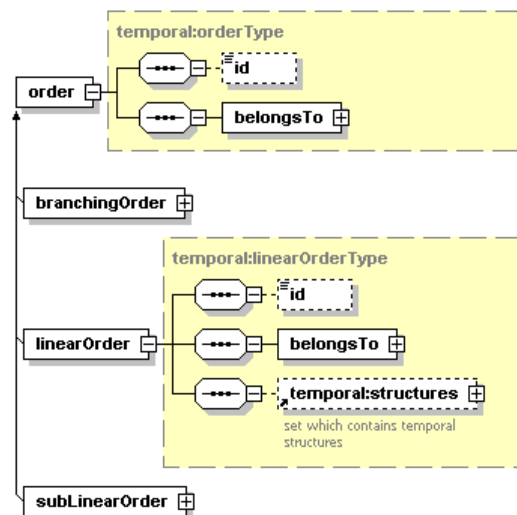 temporal:orderType
id
order
belongsTo
branchingOrder
temporal:linearOrderType
id
linearOrder
belongsTo
temporal:structures
set which contains temporal
structures
subLinearOrder